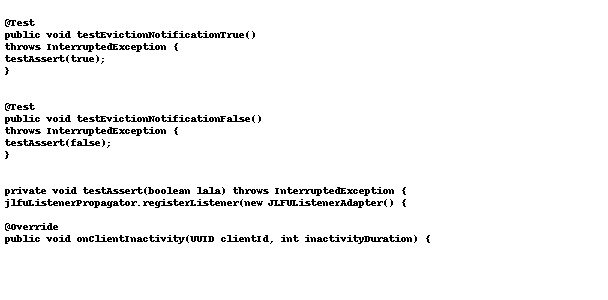 @Test
public void testEvictionNotificationTrue()
throws InterruptedException {
testAssert(true);
}
@Test
public void testEvictionNotificationFalse()
throws InterruptedException {
testAssert(false);
}
private void testAssert(boolean lala) throws InterruptedException {
jlfuListenerPropagator.registerListener(new JLFUListenerAdapter() {
@Override
public void onClientInactivity(UUID clientId, int inactivityDuration) {